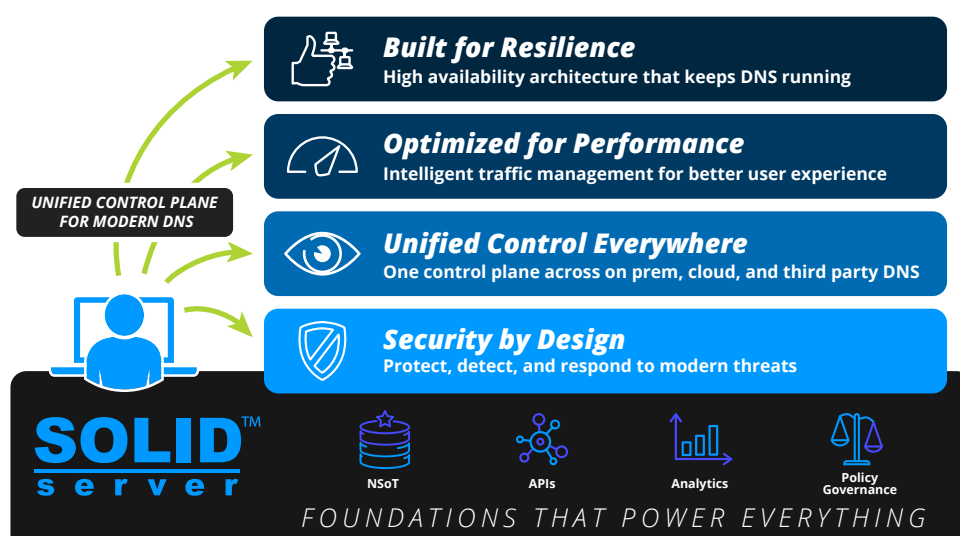 Built for Resilience
High availability architecture that keeps DNS running
Optimized for Performance
Intelligent traffic management for better user experience
UNIFIED CONTROL PLANE
FOR MODERN DNS
Unified Control Everywhere
One control plane across on prem, cloud, and third party DNS
Security by Design
Protect, detect, and respond to modern threats
SOLID™
server
NSoT
APIs
Analytics
Policy
Governance
FOUNDATIONS THAT POWER EVERYTHING